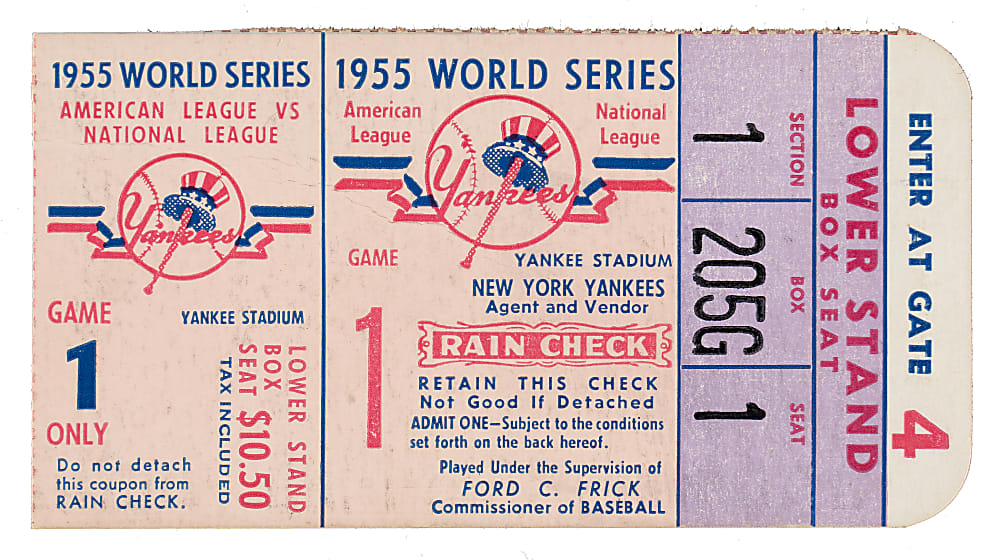 1955 WORLD SERIES
AMERICAN LEAGUE VS
NATIONAL LEAGUE
Yankees
GAME
1
ONLY
YANKEE STADIUM
LOWER STAND
BOX
SEAT $10.50
TAX INCLUDED
Do not detach
this coupon from
RAIN CHECK.
1955 WORLD SERIES
American
League
National
League
Yankees
GAME
1
YANKEE STADIUM
NEW YORK YANKEES
Agent and Vendor
RAIN CHECK
RETAIN THIS CHECK
Not Good If Detached
ADMIT ONE—Subject to the conditions
set forth on the back hereof.
Played Under the Supervision of
FORD C. FRICK
Commissioner of BASEBALL
SECTION
1
BOX
205G
SEAT
1
LOWER STAND
BOX SEAT
ENTER AT GATE
4